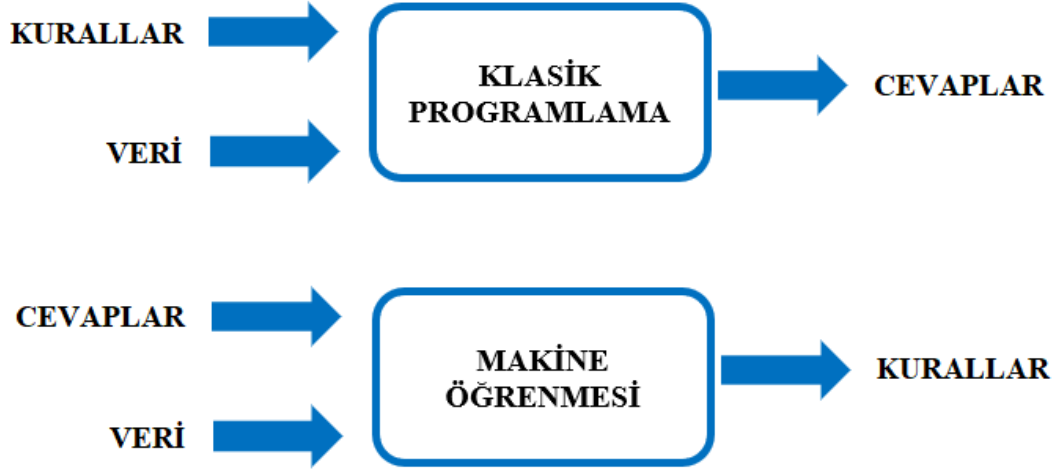 KURALLAR
VERİ
KLASİK
PROGRAMLAMA
CEVAPLAR
CEVAPLAR
VERİ
MAKİNE
ÖĞRENMESİ
KURALLAR